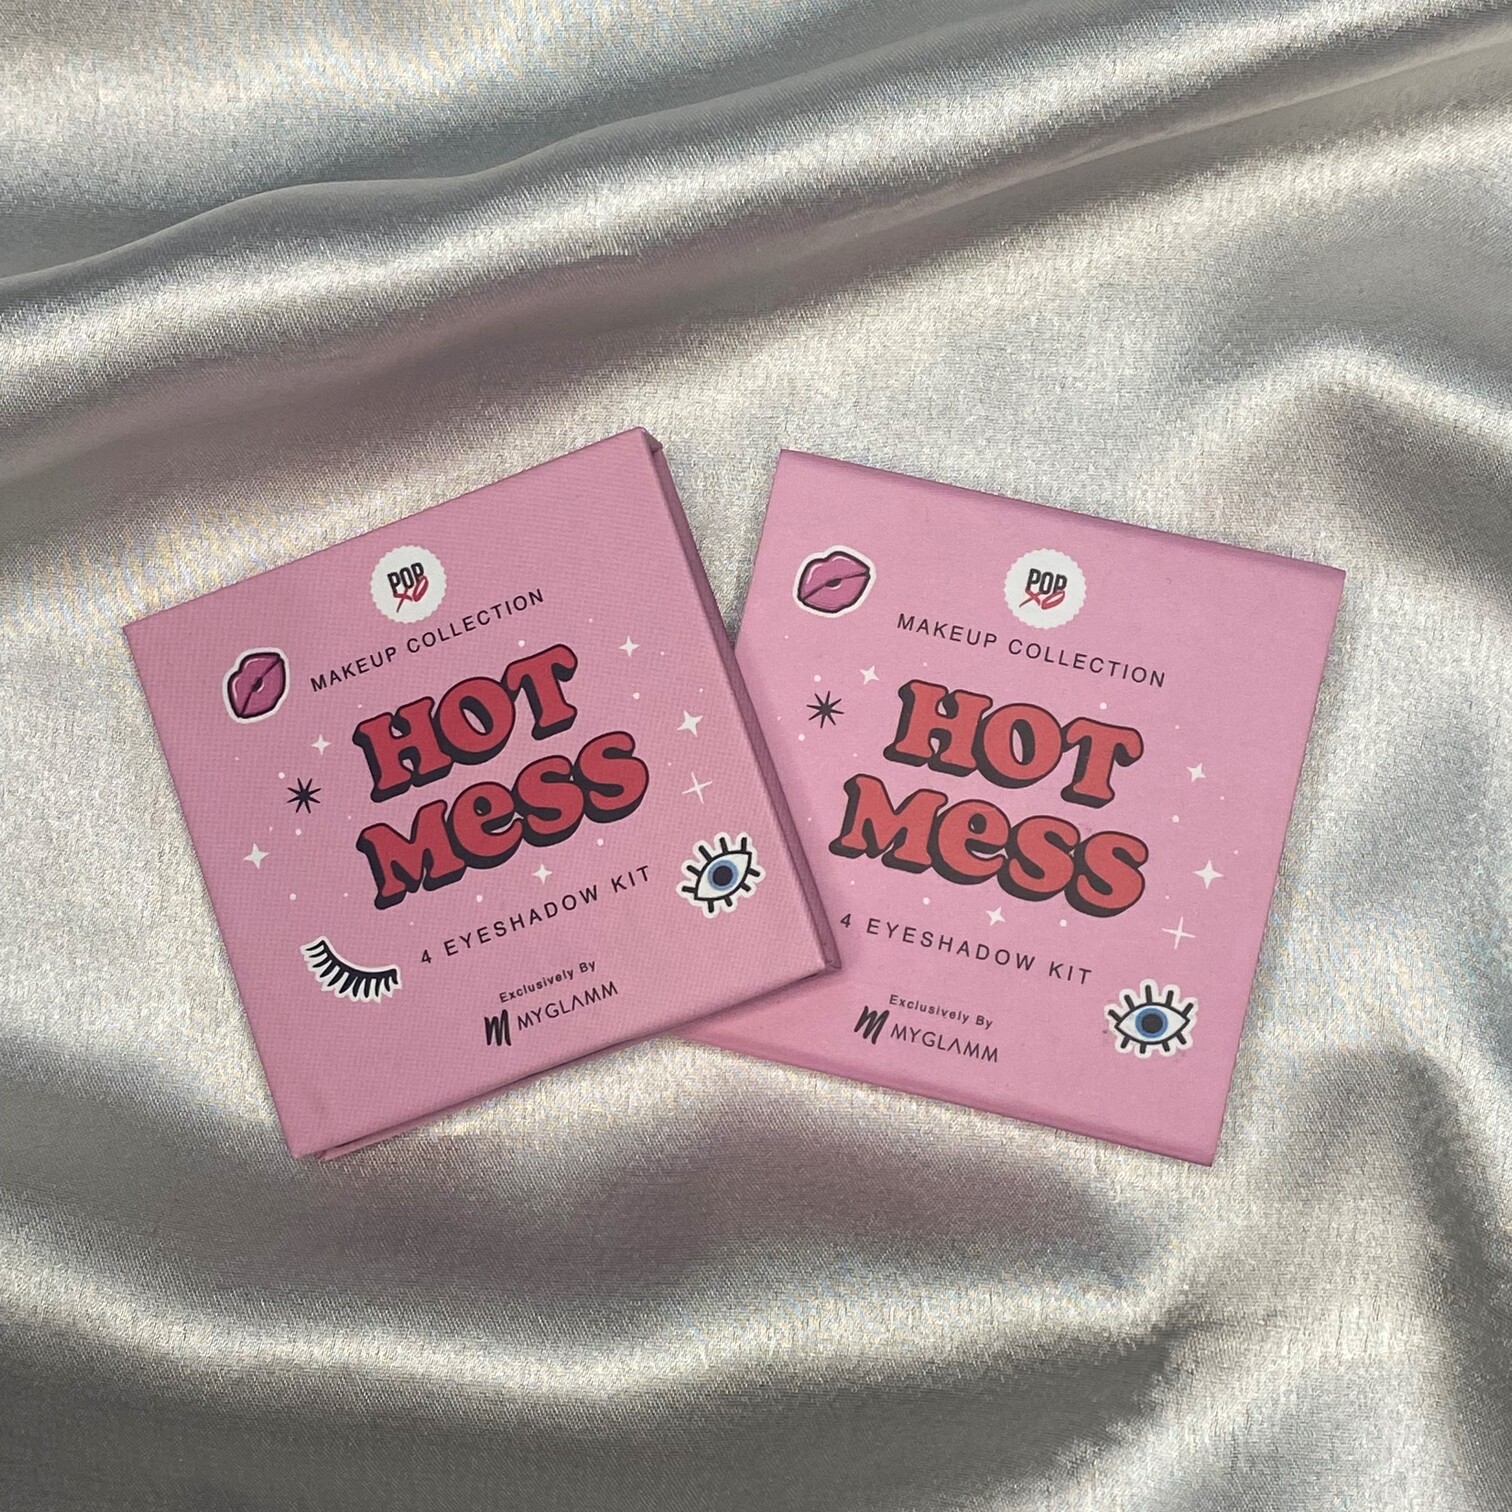 POP
XO
MAKEUP COLLECTION
HOT
MESS
4 EYESHADOW KIT
Exclusively By
M MYGLAMM
POP
XO
MAKEUP COLLECTION
HOT
MESS
4 EYESHADOW KIT
Exclusively By
M MYGLAMM